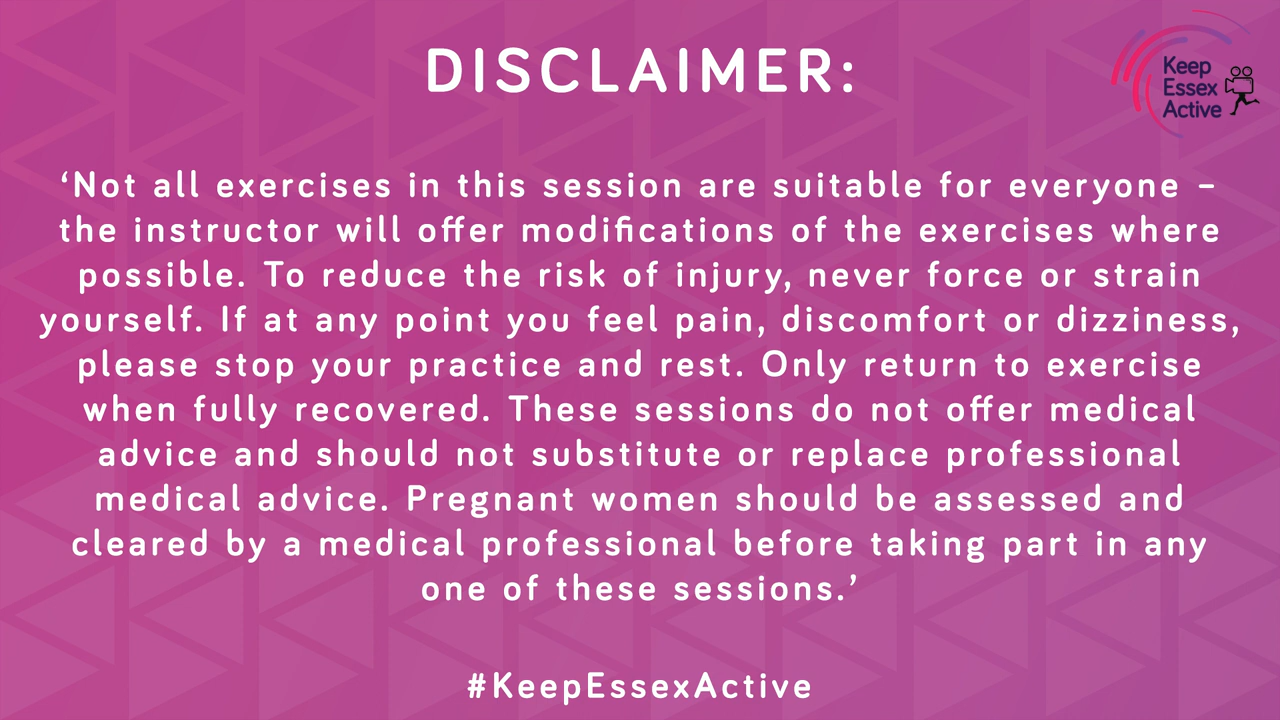 DISCLAIMER:
Keep
Essex
Active
‘Not all exercises in this session are suitable for everyone –
the instructor will offer modifications of the exercises where
possible. To reduce the risk of injury, never force or strain
yourself. If at any point you feel pain, discomfort or dizziness,
please stop your practice and rest. Only return to exercise
when fully recovered. These sessions do not offer medical
advice and should not substitute or replace professional
medical advice. Pregnant women should be assessed and
cleared by a medical professional before taking part in any
one of these sessions.’
#KeepEssexActive